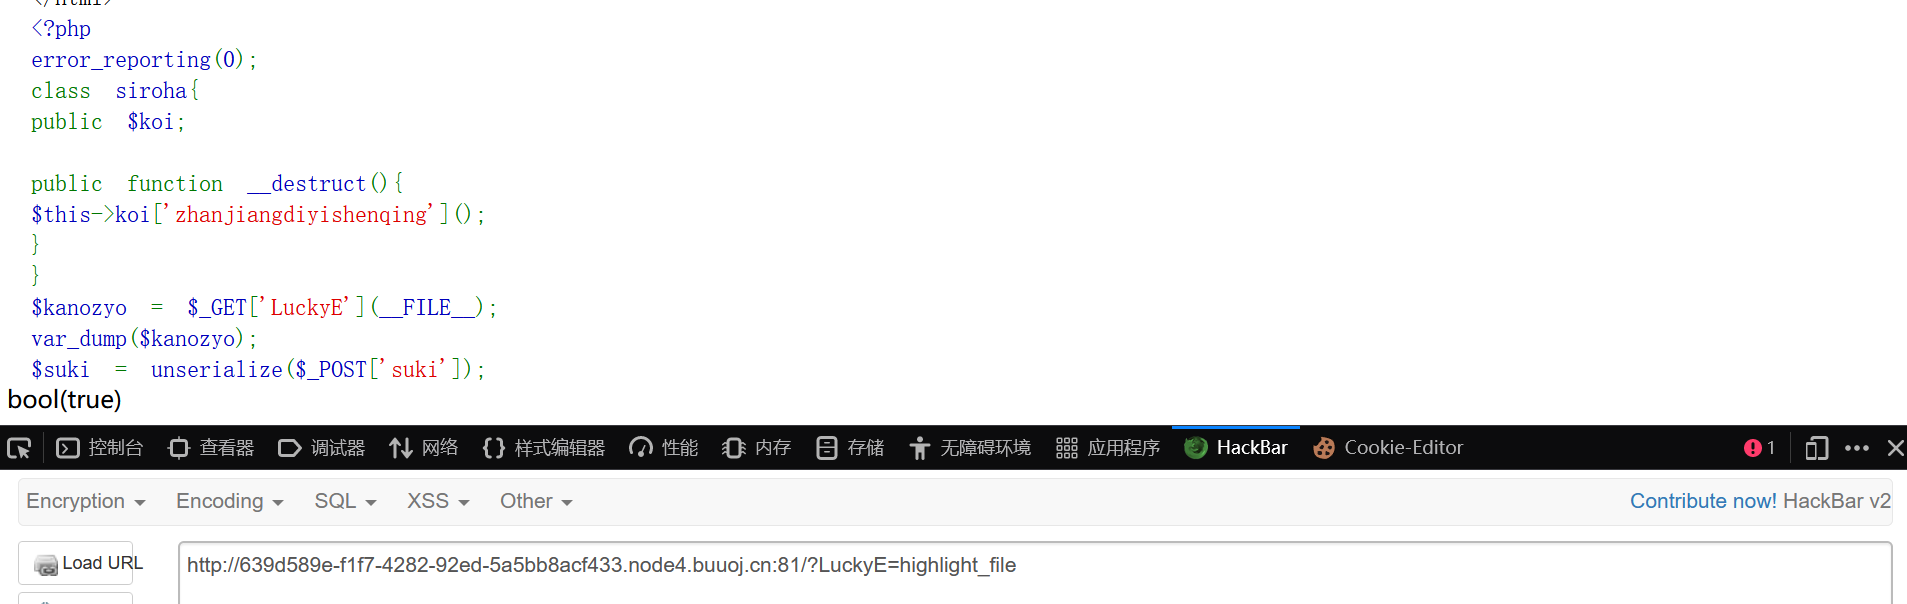 </html>
<?php
error_reporting(0);
class siroha{
public $koi;
public function __destruct(){
$this->koi['zhanjiangdiyishenqing']();
}
}
$kanozyo = $_GET['LuckyE'](__FILE__);
var_dump($kanozyo);
$suki = unserialize($_POST['suki']);
bool(true)
控制台 查看器 调试器 网络 样式编辑器 性能 内存 存储 无障碍环境 应用程序 HackBar Cookie-Editor 1
Encryption Encoding SQL XSS Other Contribute now! HackBar v2
Load URL http://639d589e-f1f7-4282-92ed-5a5bb8acf433.node4.buuoj.cn:81/?LuckyE=highlight_file